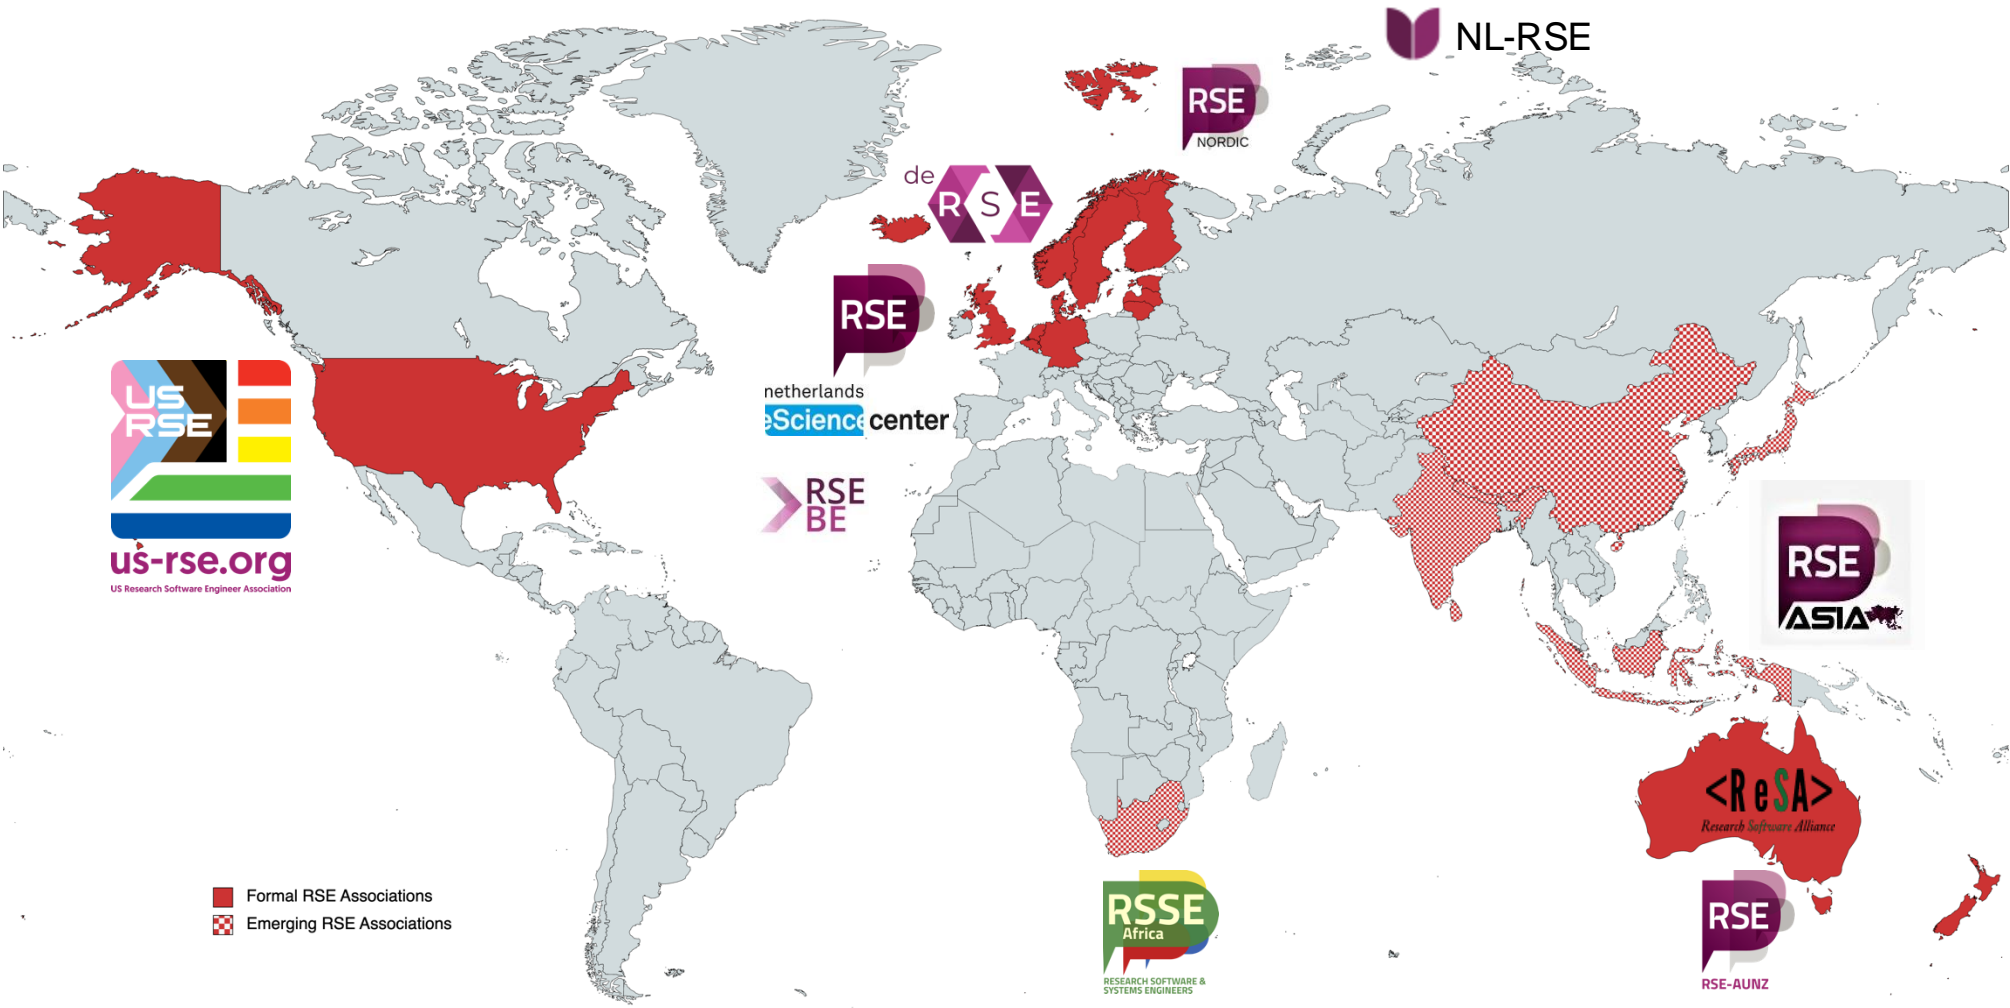 NL-RSE
RSE
NORDIC
de
RSE
RSE
netherlands
eScience center
RSE
BE
US
RSE
us-rse.org
US Research Software Engineer Association
RSE
ASIA
<ReSA>
Research Software Alliance
Formal RSE Associations
Emerging RSE Associations
RSSE
Africa
RESEARCH SOFTWARE &
SYSTEMS ENGINEERS
RSE
RSE-AUNZ